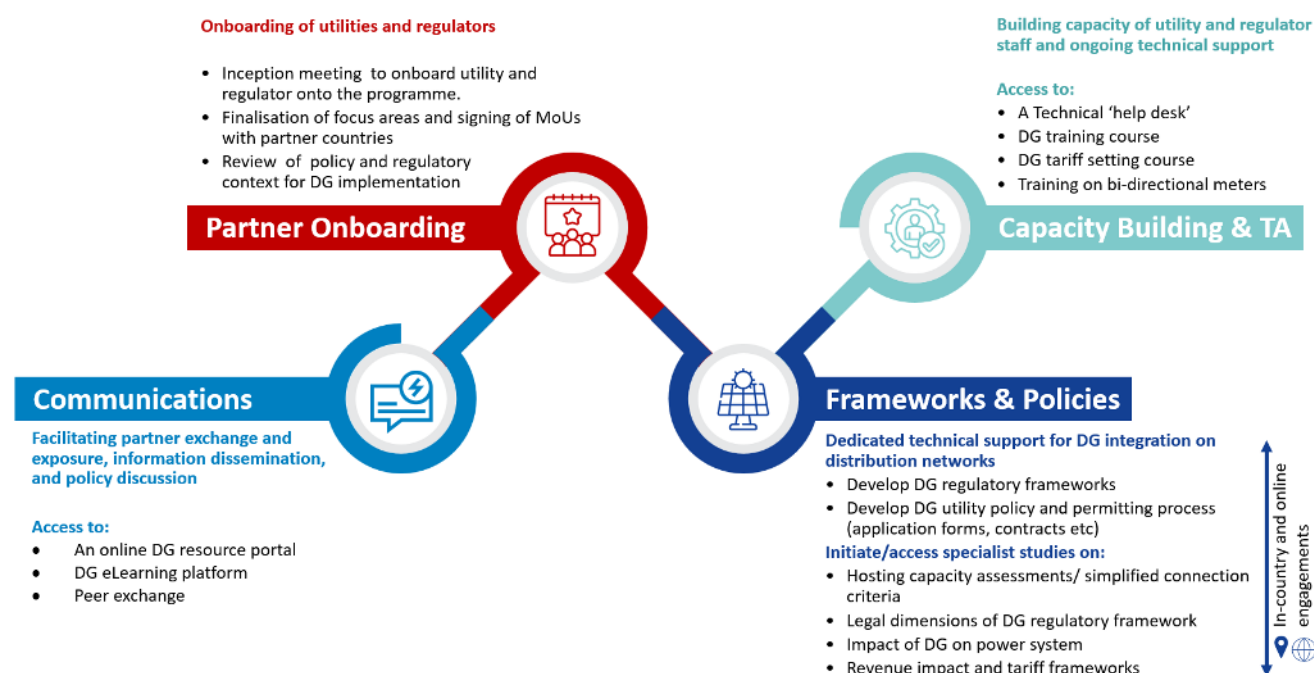 Onboarding of utilities and regulators
• Inception meeting to onboard utility and
regulator onto the programme.
• Finalisation of focus areas and signing of MoUs
with partner countries
• Review of policy and regulatory
context for DG implementation
Partner Onboarding
Building capacity of utility and regulator
staff and ongoing technical support
Access to:
• A Technical ‘help desk’
• DG training course
• DG tariff setting course
• Training on bi-directional meters
Capacity Building & TA
Communications
Facilitating partner exchange and
exposure, information dissemination,
and policy discussion
Access to:
• An online DG resource portal
• DG eLearning platform
• Peer exchange
Frameworks & Policies
Dedicated technical support for DG integration on
distribution networks
• Develop DG regulatory frameworks
• Develop DG utility policy and permitting process
(application forms, contracts etc)
Initiate/access specialist studies on:
• Hosting capacity assessments/ simplified connection
criteria
• Legal dimensions of DG regulatory framework
• Impact of DG on power system
• Revenue impact and tariff frameworks
In-country and online
engagements